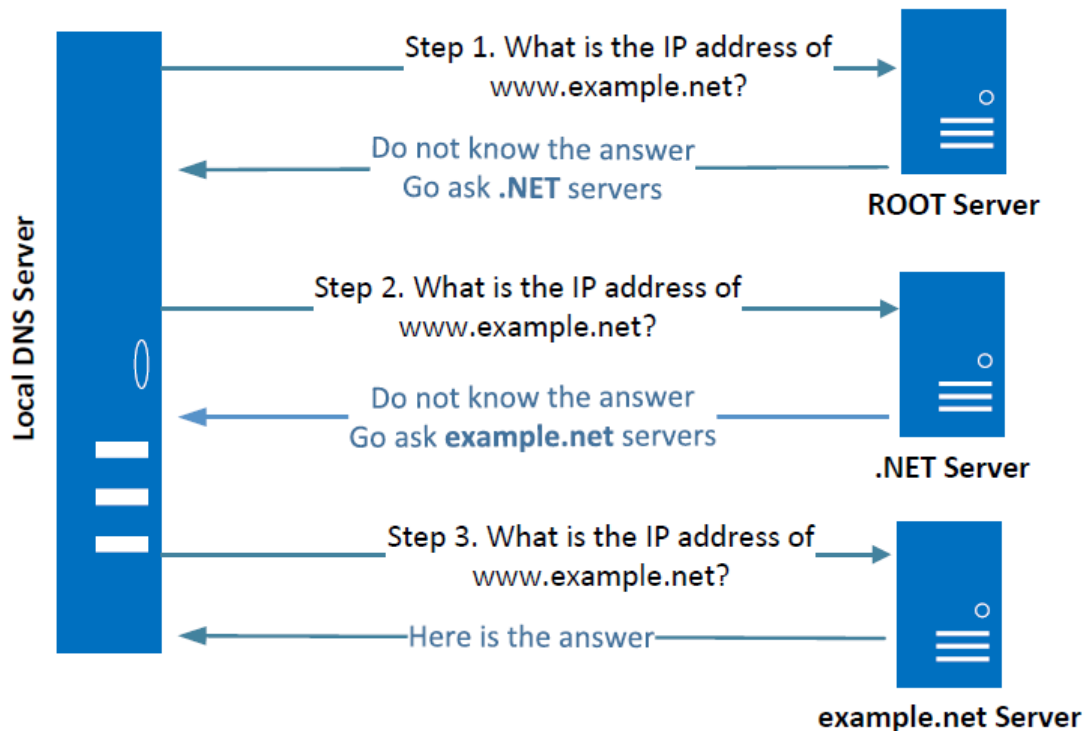 Local DNS Server
Step 1. What is the IP address of
www.example.net?
Do not know the answer
Go ask .NET servers
ROOT Server
Step 2. What is the IP address of
www.example.net?
Do not know the answer
Go ask example.net servers
.NET Server
Step 3. What is the IP address of
www.example.net?
Here is the answer
example.net Server